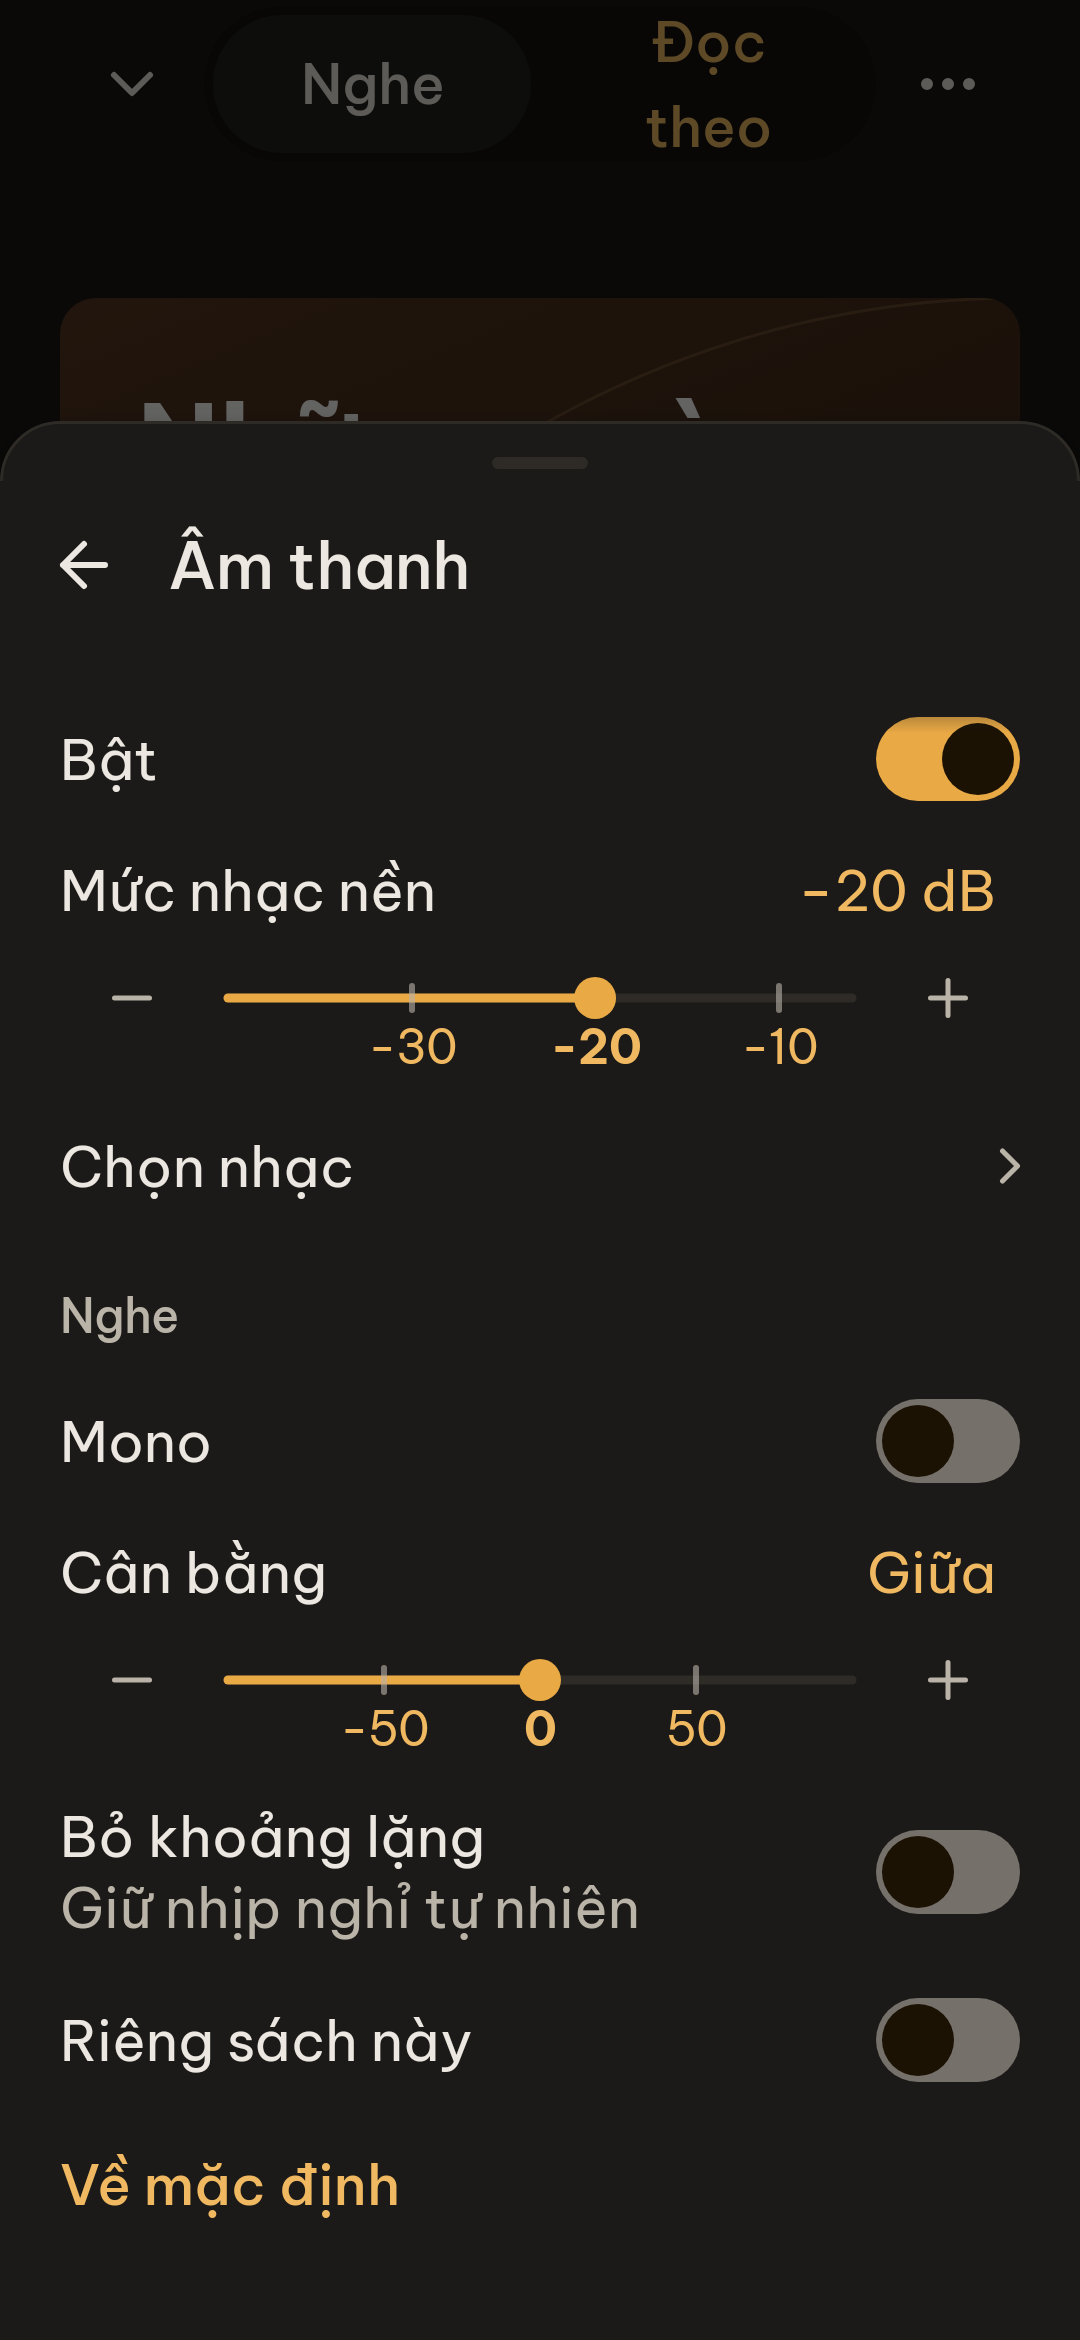 Nghe
Đọc
theo
Âm thanh
Bật
Mức nhạc nền
-20 dB
-30
-20
-10
Chọn nhạc
Nghe
Mono
Cân bằng
Giữa
-50
0
50
Bỏ khoảng lặng
Giữ nhịp nghỉ tự nhiên
Riêng sách này
Về mặc định